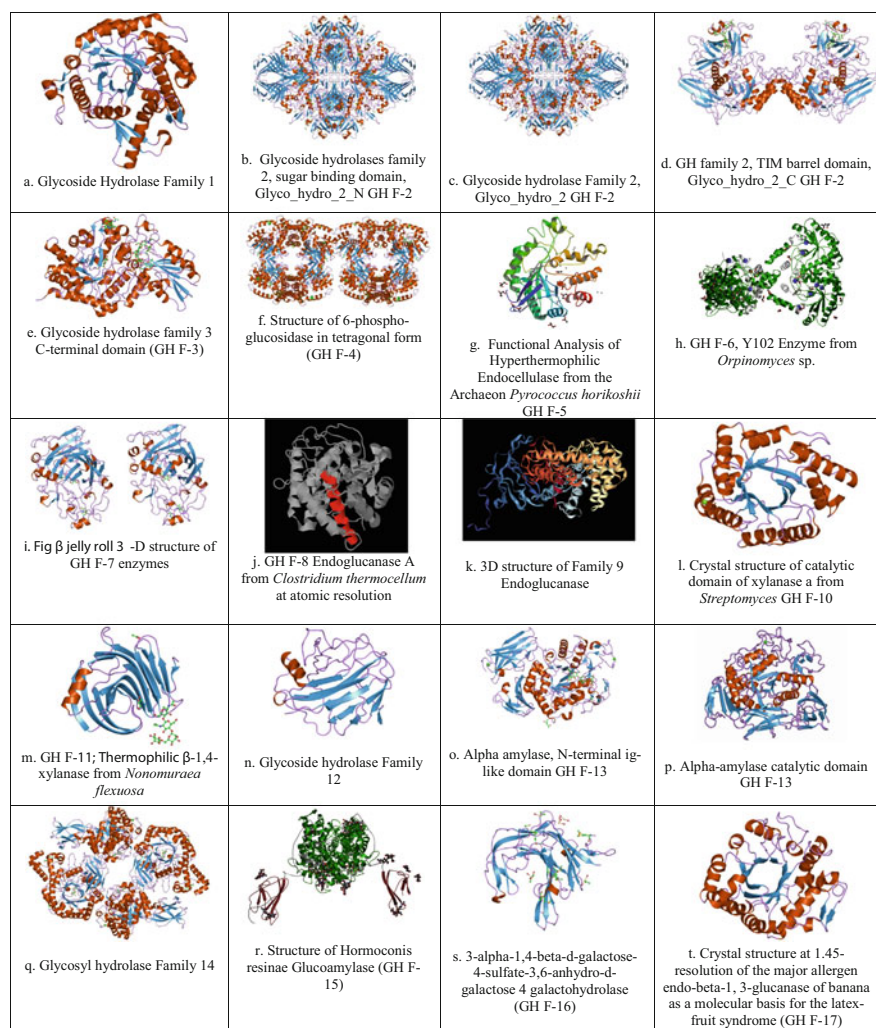 a. Glycoside Hydrolase Family 1
b. Glycoside hydrolases family
2, sugar binding domain,
Glyco_hydro_2_N GH F-2
c. Glycoside hydrolase Family 2,
Glyco_hydro_2 GH F-2
d. GH family 2, TIM barrel domain,
Glyco_hydro_2_C GH F-2
e. Glycoside hydrolase family 3
C-terminal domain (GH F-3)
f. Structure of 6-phospho-
glucosidase in tetragonal form
(GH F-4)
g. Functional Analysis of
Hyperthermophilic
Endocellulase from the
Archaeon Pyrococcus horikoshii
GH F-5
h. GH F-6, Y102 Enzyme from
Orpinomyces sp.
i. Fig β jelly roll 3 -D structure of
GH F-7 enzymes
j. GH F-8 Endoglucanase A
from Clostridium thermocellum
at atomic resolution
k. 3D structure of Family 9
Endoglucanase
l. Crystal structure of catalytic
domain of xylanase a from
Streptomyces GH F-10
m. GH F-11; Thermophilic β-1,4-
xylanase from Nonomuraea
flexuosa
n. Glycoside hydrolase Family
12
o. Alpha amylase, N-terminal ig-
like domain GH F-13
p. Alpha-amylase catalytic domain
GH F-13
q. Glycosyl hydrolase Family 14
r. Structure of Hormoconis
resinae Glucoamylase (GH F-
15)
s. 3-alpha-1,4-beta-d-galactose-
4-sulfate-3,6-anhydro-d-
galactose 4 galactohydrolase
(GH F-16)
t. Crystal structure at 1.45-
resolution of the major allergen
endo-beta-1, 3-glucanase of banana
as a molecular basis for the latex-
fruit syndrome (GH F-17)